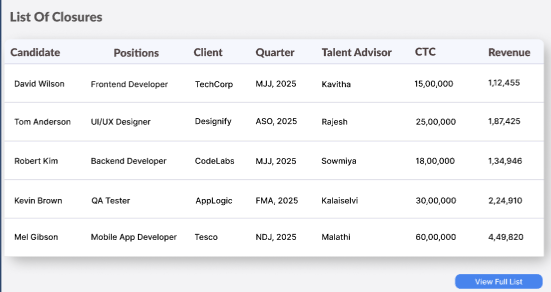 List Of Closures
Candidate Positions Client Quarter Talent Advisor CTC Revenue
David Wilson Frontend Developer TechCorp MJJ, 2025 Kavitha 15,00,000 1,12,455
Tom Anderson UI/UX Designer Designify ASO, 2025 Rajesh 25,00,000 1,87,425
Robert Kim Backend Developer CodeLabs MJJ, 2025 Sowmiya 18,00,000 1,34,946
Kevin Brown QA Tester AppLogic FMA, 2025 Kalaiselvi 30,00,000 2,24,910
Mel Gibson Mobile App Developer Tesco NDJ, 2025 Malathi 60,00,000 4,49,820
View Full List